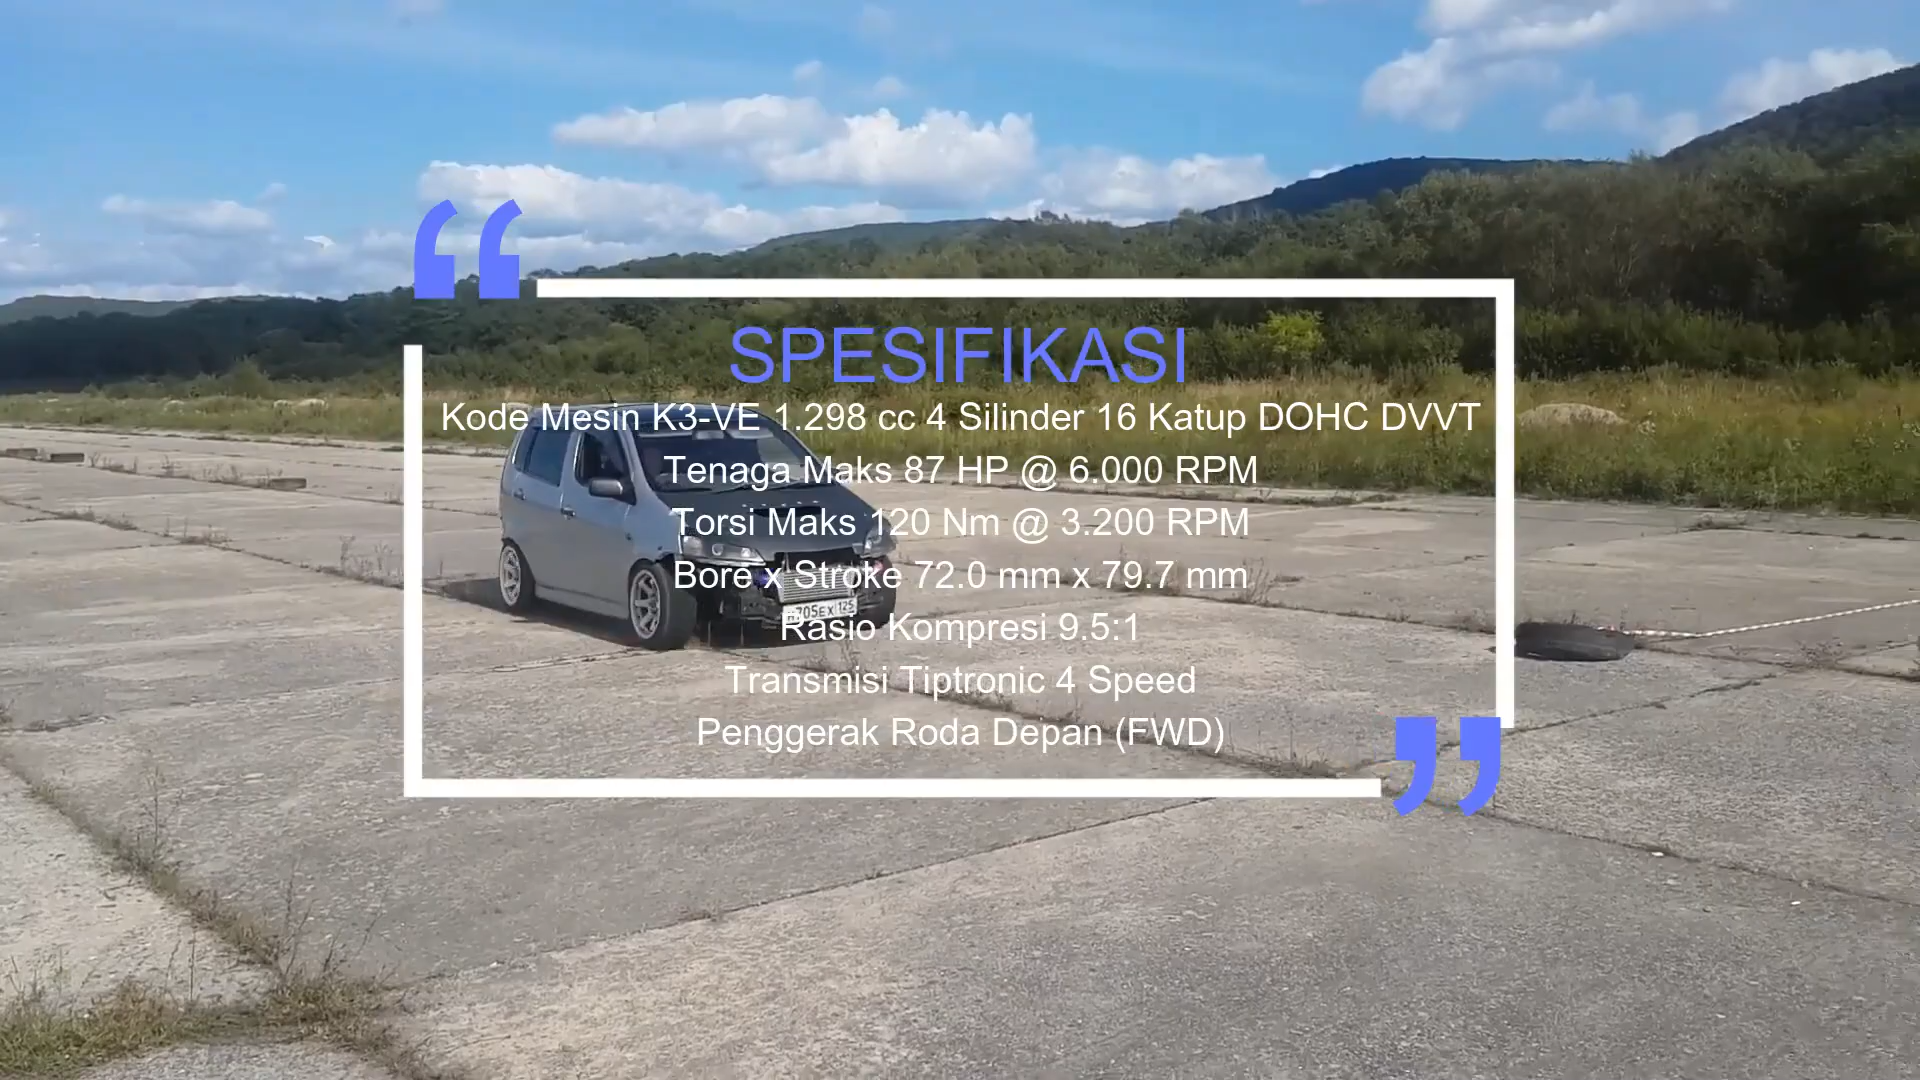 SPESIFIKASI
Kode Mesin K3-VE 1.298 cc 4 Silinder 16 Katup DOHC DVVT
Tenaga Maks 87 HP @ 6.000 RPM
Torsi Maks 120 Nm @ 3.200 RPM
Bore x Stroke 72.0 mm x 79.7 mm
Rasio Kompresi 9.5:1
Transmisi Tiptronic 4 Speed
Penggerak Roda Depan (FWD)